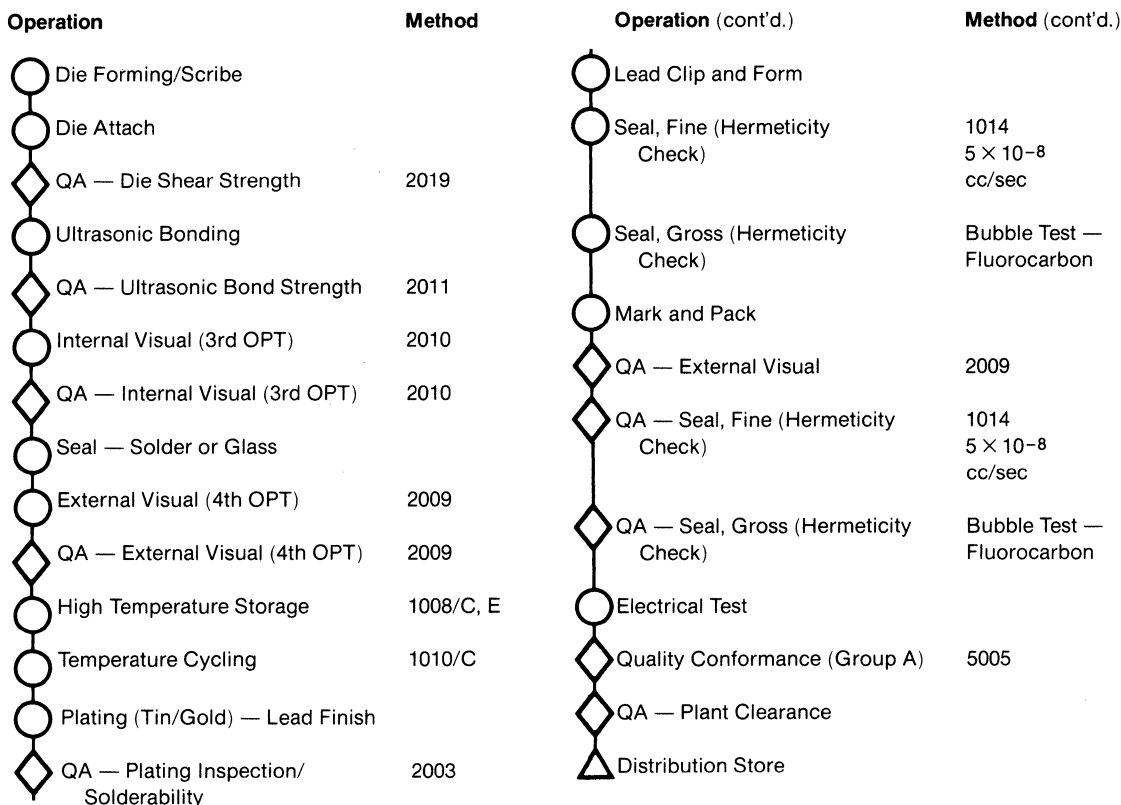 Operation Method
Die Forming/Scribe
Die Attach
QA — Die Shear Strength 2019
Ultrasonic Bonding
QA — Ultrasonic Bond Strength 2011
Internal Visual (3rd OPT) 2010
QA — Internal Visual (3rd OPT) 2010
Seal — Solder or Glass
External Visual (4th OPT) 2009
QA — External Visual (4th OPT) 2009
High Temperature Storage 1008/C, E
Temperature Cycling 1010/C
Plating (Tin/Gold) — Lead Finish
QA — Plating Inspection/ 2003
Solderability
Operation (cont'd.) Method (cont'd.)
Lead Clip and Form
Seal, Fine (Hermeticity 1014
Check) 5 × 10⁻⁸
cc/sec
Seal, Gross (Hermeticity Bubble Test —
Check) Fluorocarbon
Mark and Pack
QA — External Visual 2009
QA — Seal, Fine (Hermeticity 1014
Check) 5 × 10⁻⁸
cc/sec
QA — Seal, Gross (Hermeticity Bubble Test —
Check) Fluorocarbon
Electrical Test
Quality Conformance (Group A) 5005
QA — Plant Clearance
Distribution Store